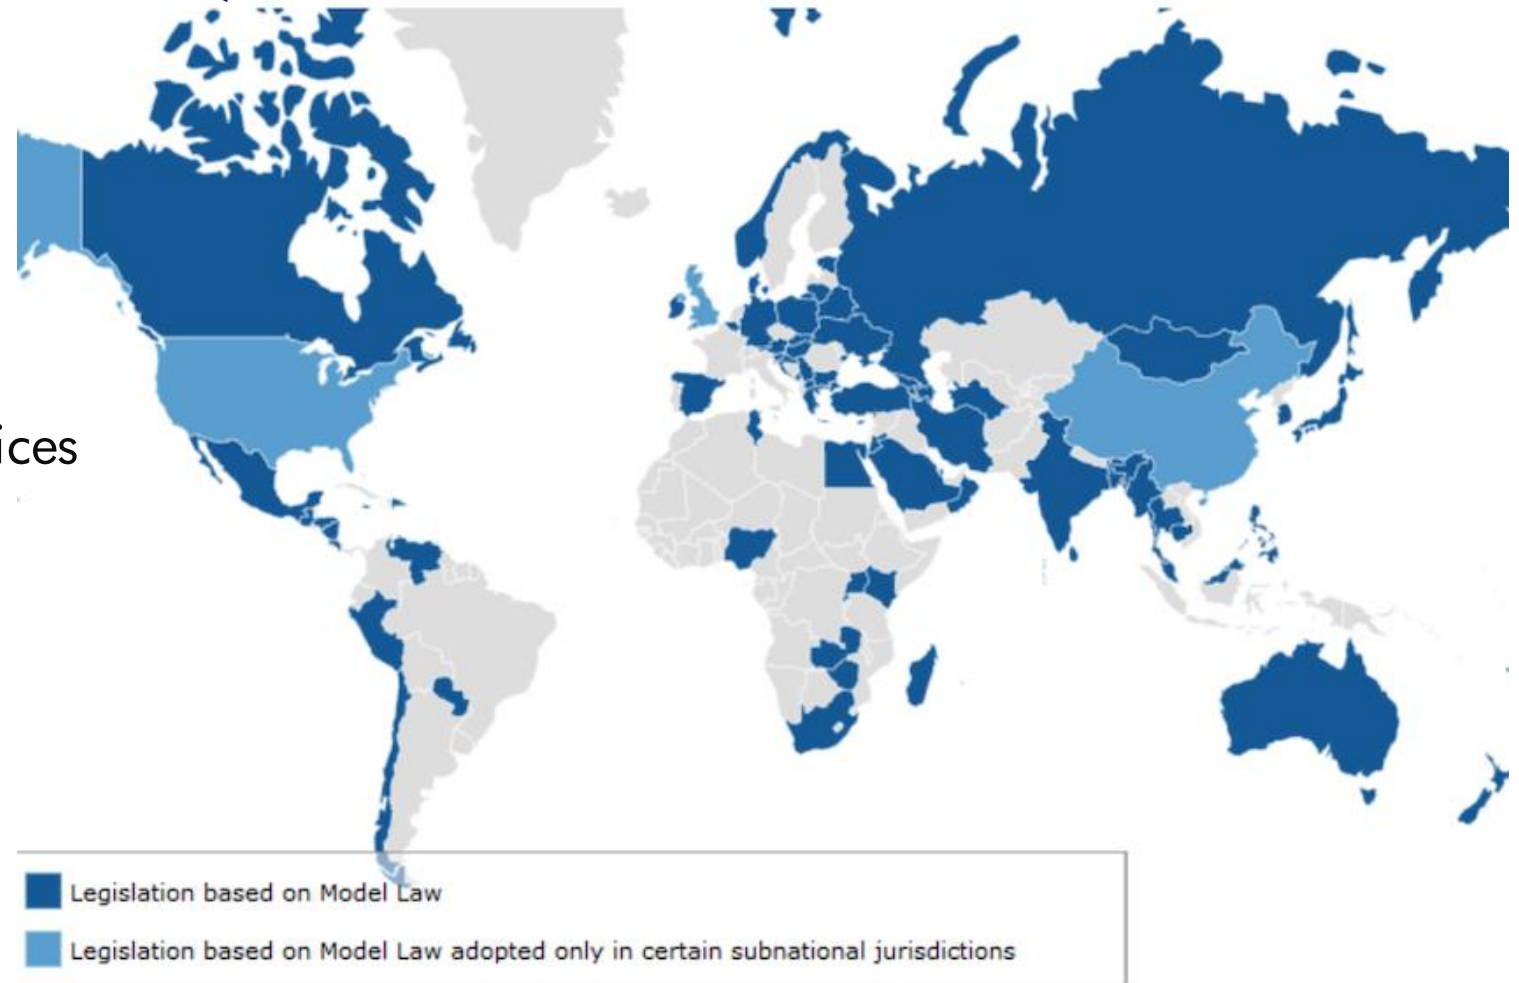 ices
Legislation based on Model Law
Legislation based on Model Law adopted only in certain subnational jurisdictions